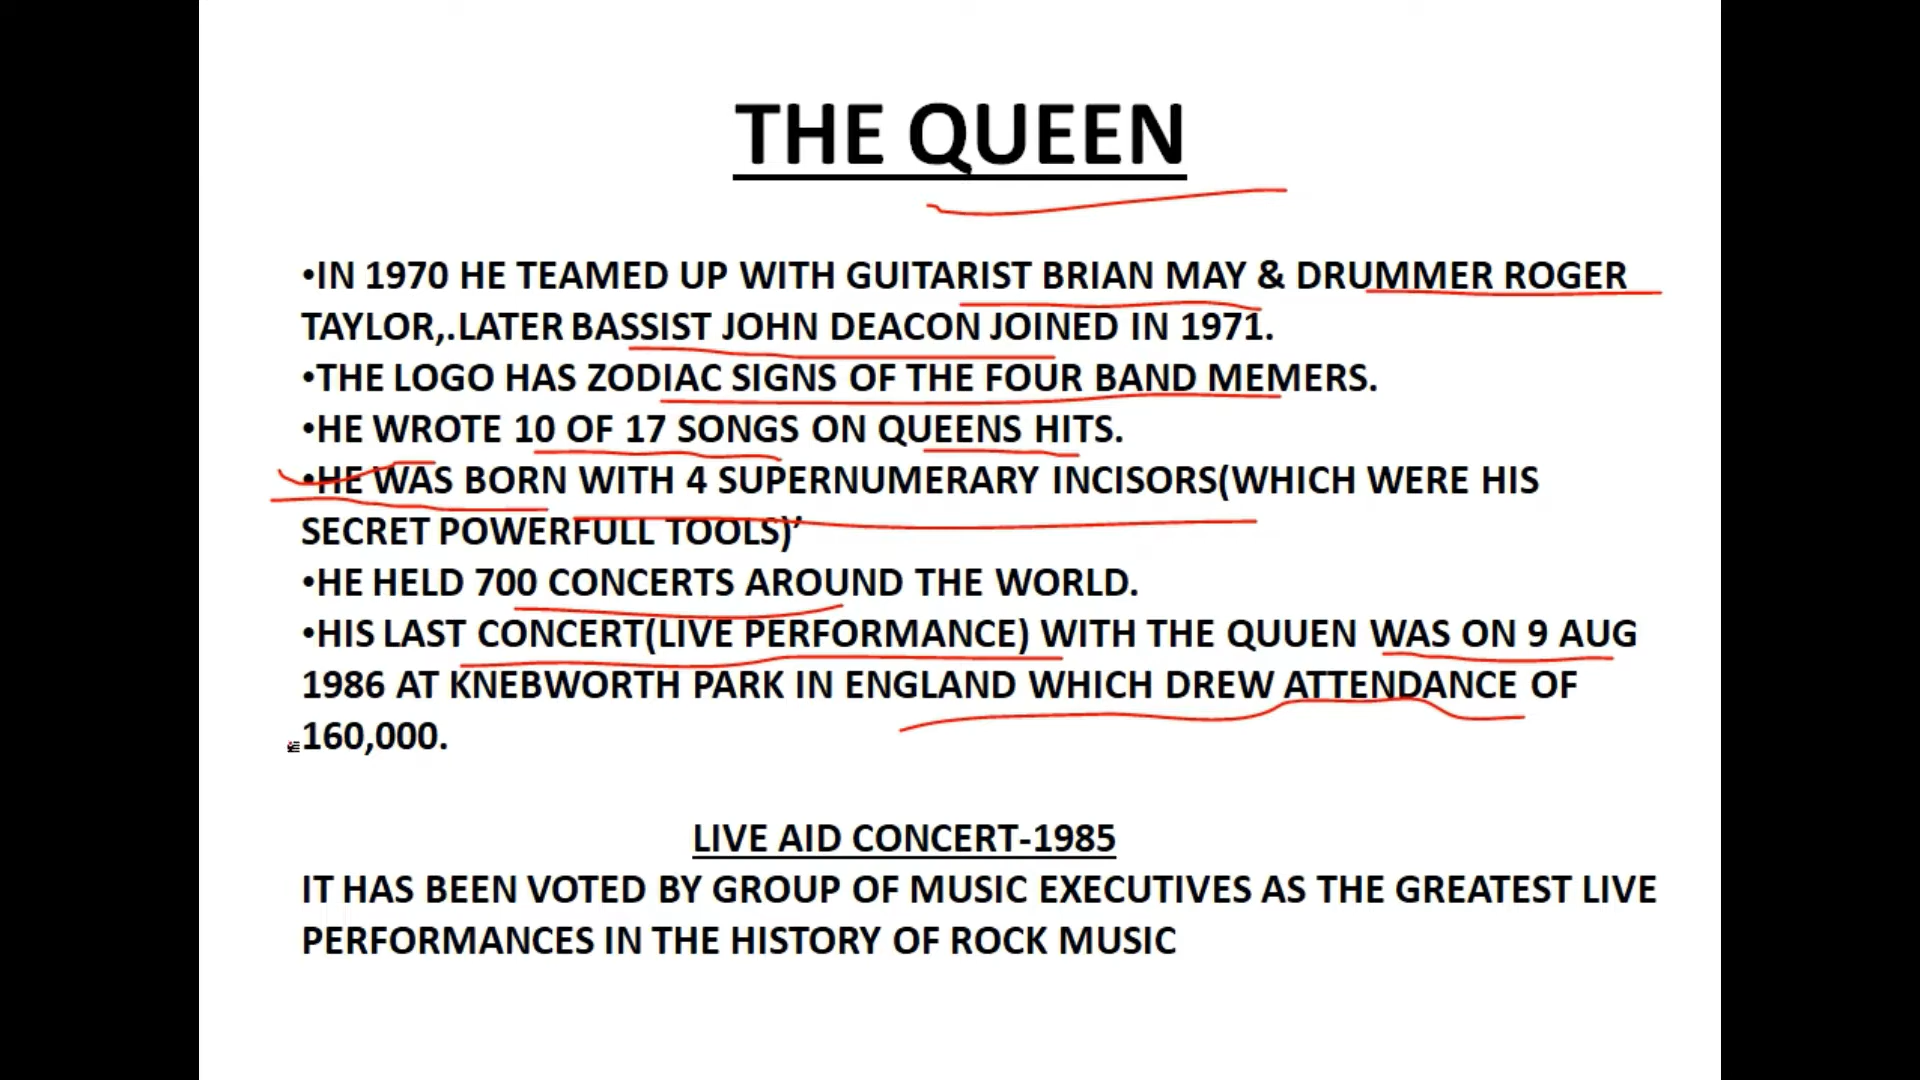 THE QUEEN
•IN 1970 HE TEAMED UP WITH GUITARIST BRIAN MAY & DRUMMER ROGER
TAYLOR,.LATER BASSIST JOHN DEACON JOINED IN 1971.
•THE LOGO HAS ZODIAC SIGNS OF THE FOUR BAND MEMERS.
•HE WROTE 10 OF 17 SONGS ON QUEENS HITS.
•HE WAS BORN WITH 4 SUPERNUMERARY INCISORS(WHICH WERE HIS
SECRET POWERFULL TOOLS)’
•HE HELD 700 CONCERTS AROUND THE WORLD.
•HIS LAST CONCERT(LIVE PERFORMANCE) WITH THE QUUEN WAS ON 9 AUG
1986 AT KNEBWORTH PARK IN ENGLAND WHICH DREW ATTENDANCE OF
160,000.
LIVE AID CONCERT-1985
IT HAS BEEN VOTED BY GROUP OF MUSIC EXECUTIVES AS THE GREATEST LIVE
PERFORMANCES IN THE HISTORY OF ROCK MUSIC